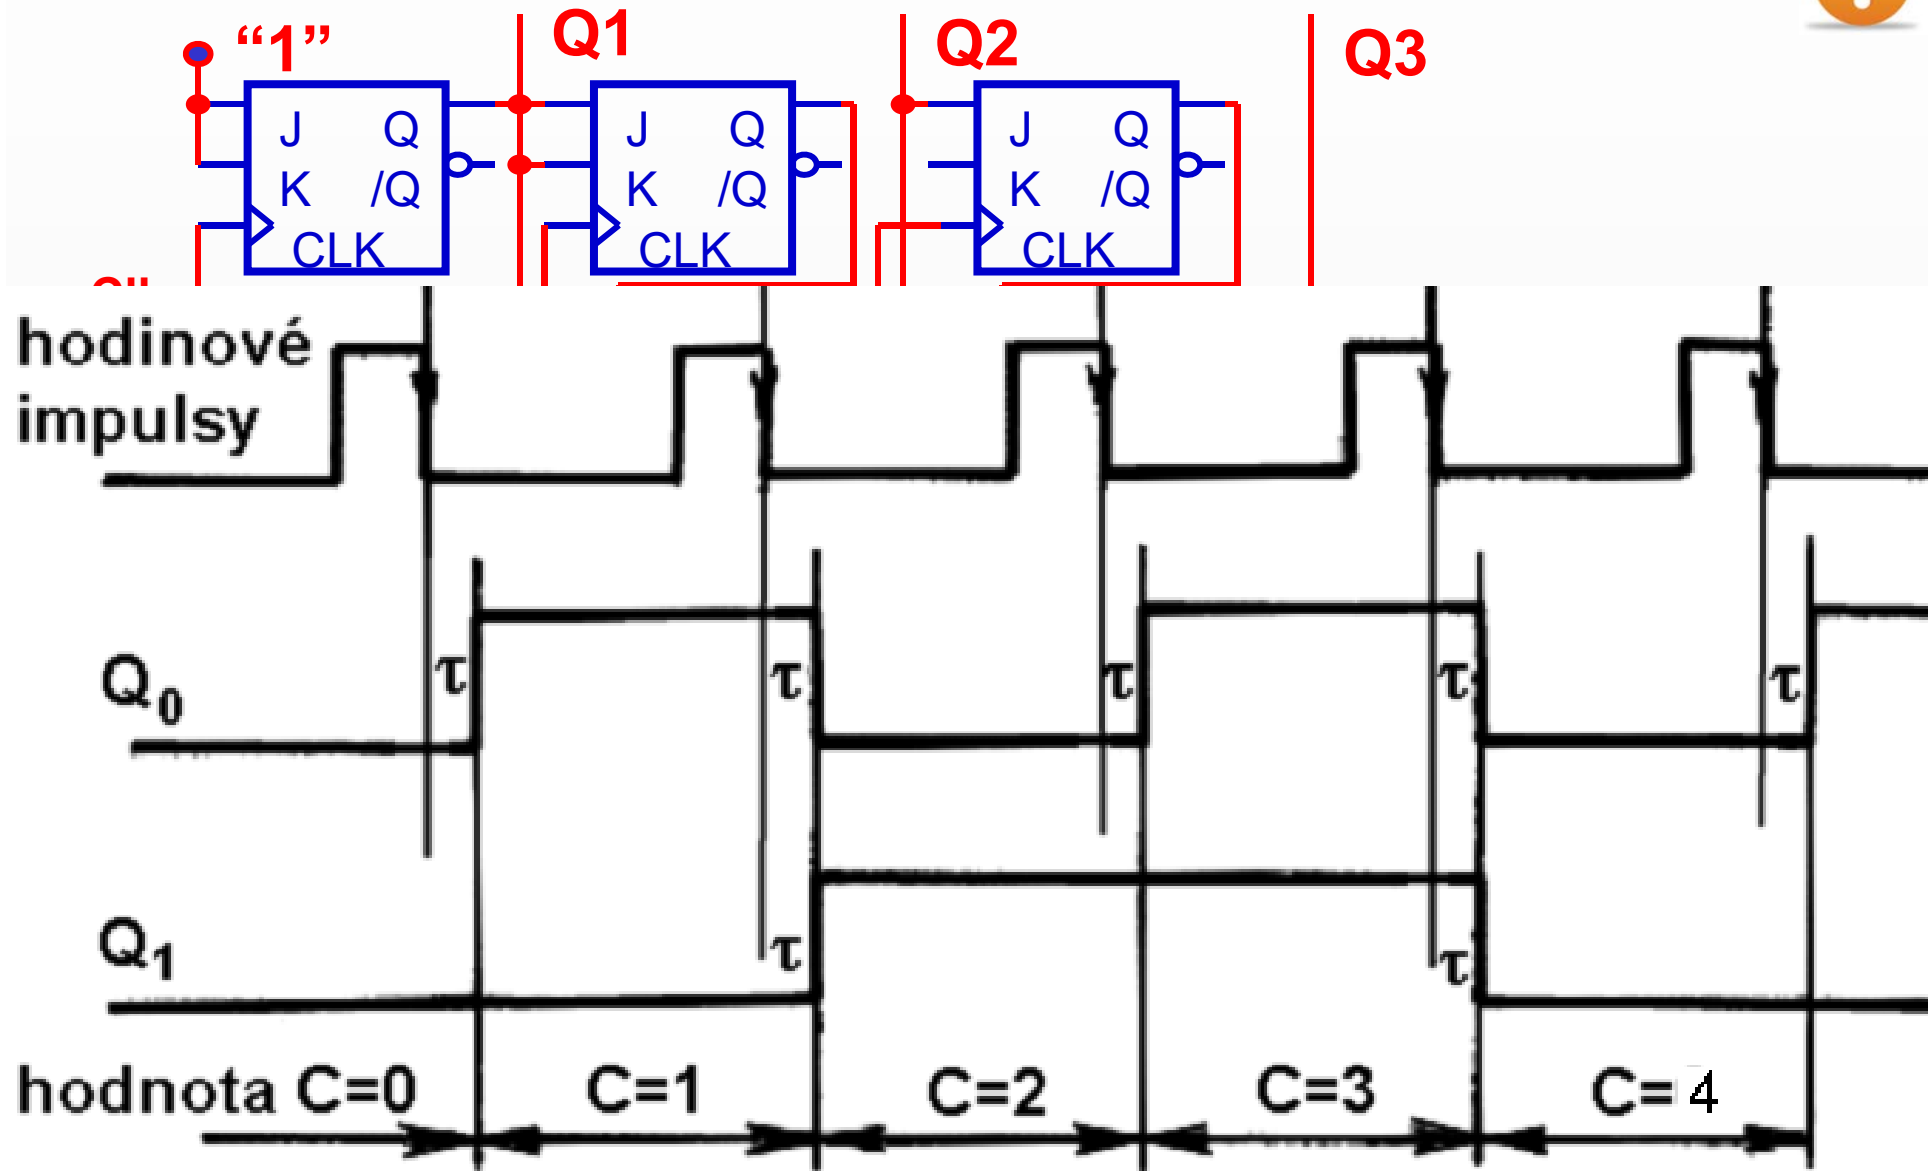 “1” Q1 Q2 Q3
J Q J Q J Q
K /Q K /Q K /Q
CLK CLK CLK
hodinové
impulsy
τ τ τ τ τ
Q0
Q1
τ τ
hodnota C=0 C=1 C=2 C=3 C=4